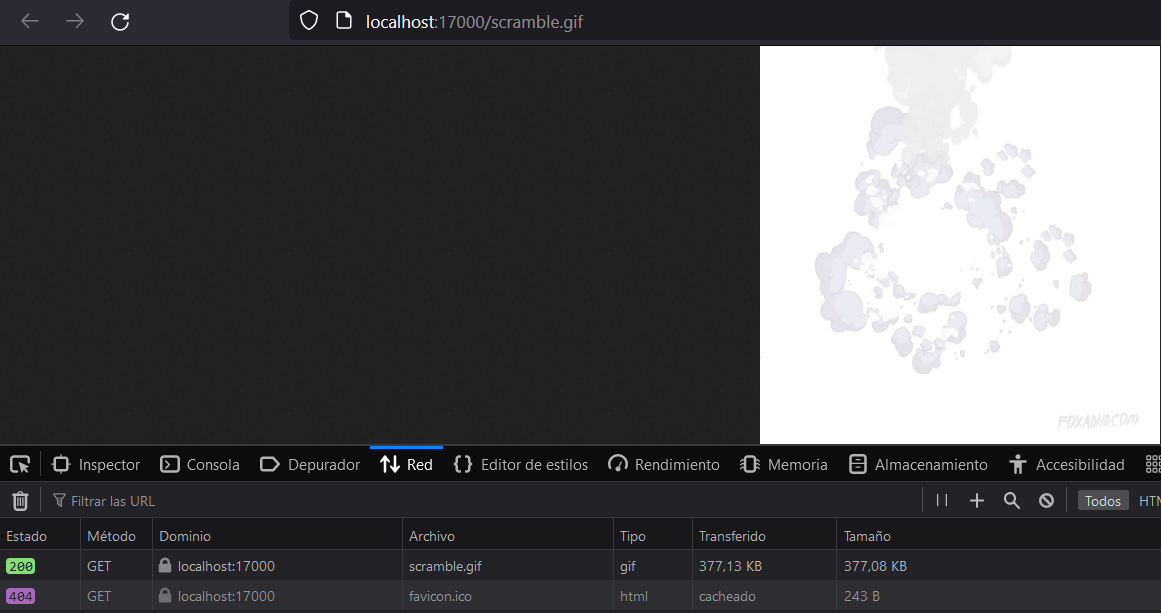 localhost:17000/scramble.gif
FOXADHD.COM
Inspector Consola Depurador Red Editor de estilos Rendimiento Memoria Almacenamiento Accesibilidad
Filtrar las URL Todos HTM
Estado Método Dominio Archivo Tipo Transferido Tamaño
200 GET localhost:17000 scramble.gif gif 377,13 KB 377,08 KB
404 GET localhost:17000 favicon.ico html cacheado 243 B